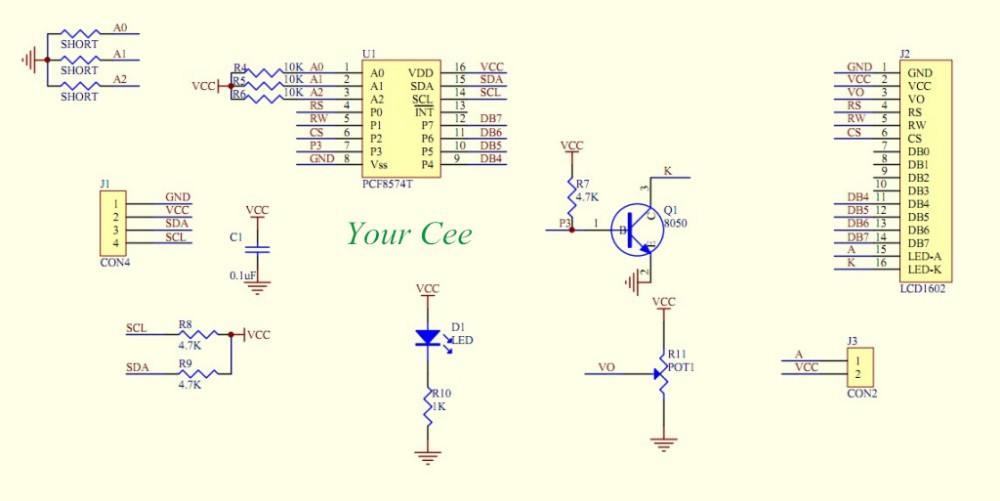 A0
SHORT
A1
SHORT
A2
SHORT
U1
VCC
R4 10K A0 1 A0 VDD 16 VCC
R5 10K A1 2 A1 SDA 15 SDA
R6 10K A2 3 A2 SCL 14 SCL
RS 4 P0 INT 13
RW 5 P1 P7 12 DB7
CS 6 P2 P6 11 DB6
P3 7 P3 P5 10 DB5
GND 8 Vss P4 9 DB4
PCF8574T
J2
GND 1 GND
VCC 2 VCC
VO 3 VO
RS 4 RS
RW 5 RW
CS 6 CS
7 DB0
8 DB1
9 DB2
10 DB3
DB4 11 DB4
DB5 12 DB5
DB6 13 DB6
DB7 14 DB7
A 15 LED-A
K 16 LED-K
LCD1602
J1
1 GND
2 VCC
3 SDA
4 SCL
CON4
VCC
C1
0.1uF
Your Cee
VCC
R7
4.7K
P3 1 B
K
3
C
Q1
8050
2
SCL R8 VCC
4.7K
SDA R9
4.7K
VCC
D1
LED
R10
1K
VCC
R11
POT1
VO
J3
A 1
VCC 2
CON2